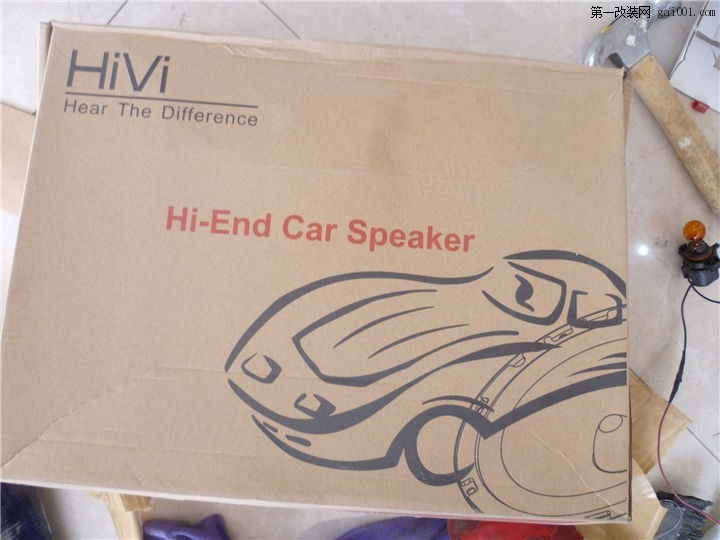 第一改装网 gai001.com
HiVi
Hear The Difference
Hi-End Car Speaker